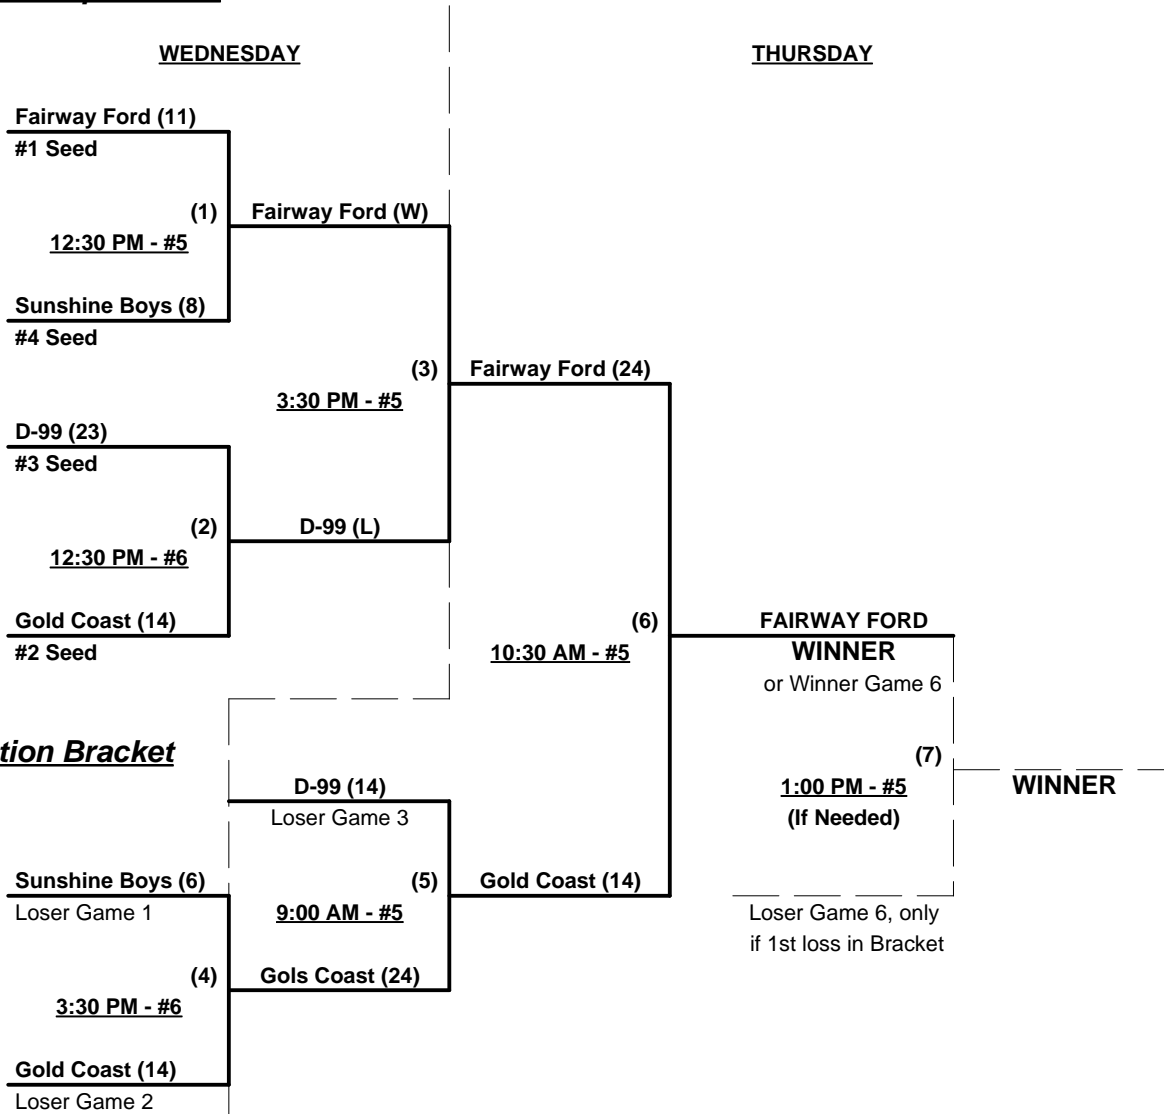 WEDNESDAY
THURSDAY
Fairway Ford (11)
#1 Seed
(1)
Fairway Ford (W)
12:30 PM - #5
Sunshine Boys (8)
#4 Seed
(3)
Fairway Ford (24)
3:30 PM - #5
D-99 (23)
#3 Seed
(2)
D-99 (L)
12:30 PM - #6
Gold Coast (14)
#2 Seed
(6)
FAIRWAY FORD
10:30 AM - #5
WINNER
or Winner Game 6
tion Bracket
(7)
D-99 (14)
1:00 PM - #5
WINNER
Loser Game 3
(If Needed)
Sunshine Boys (6)
(5)
Gold Coast (14)
Loser Game 1
9:00 AM - #5
Loser Game 6, only
if 1st loss in Bracket
(4)
Gols Coast (24)
3:30 PM - #6
Gold Coast (14)
Loser Game 2